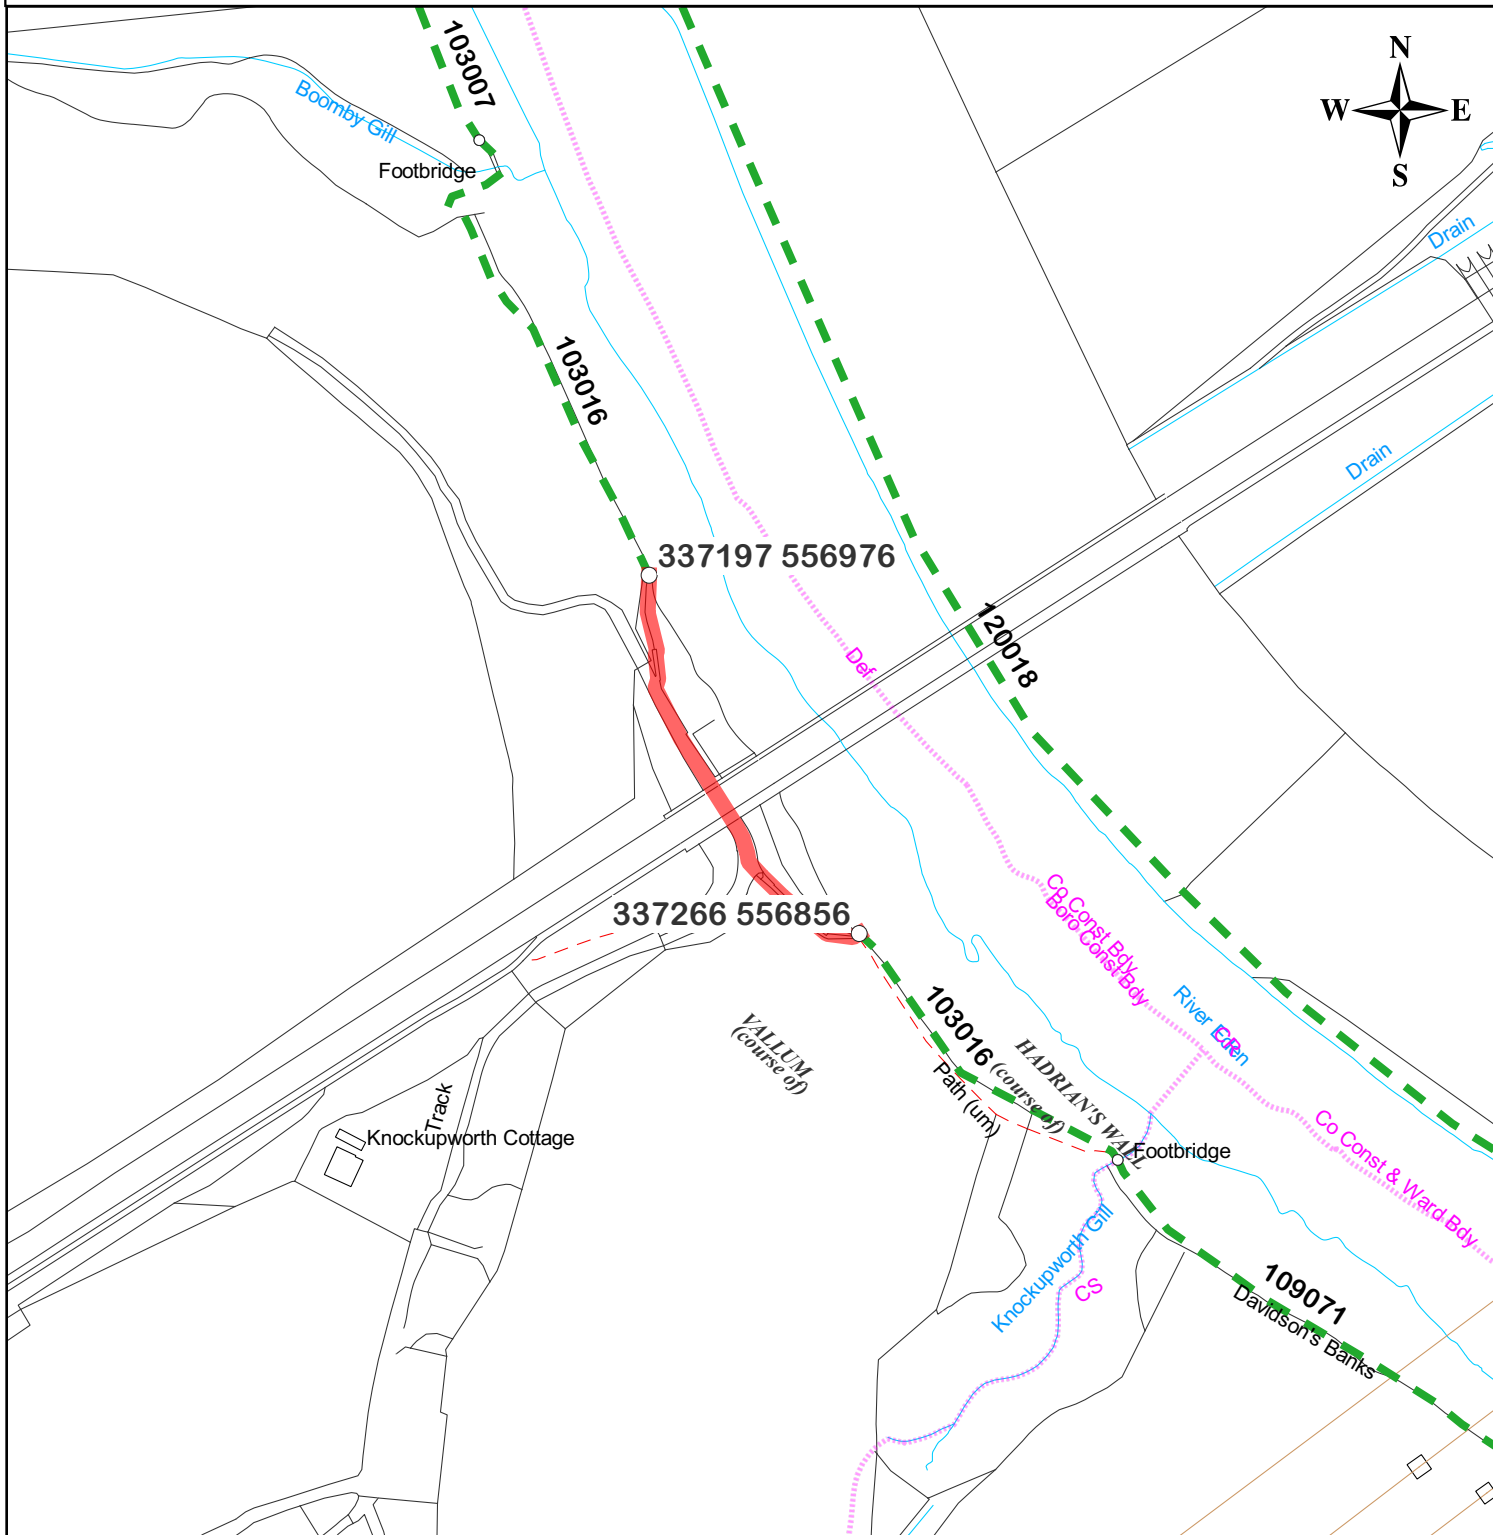 103007
N
W E
S
Boomby Gill
Footbridge
Drain
103016
Drain
337197 556976
120018
Def
Co Const Bdy
Boro Const Bdy
337266 556856
River Eden
CR
103016
HADRIAN'S WALL
(course of)
VALLUM
(course of)
Path (um)
Track
Knockupworth Cottage
Footbridge
Co Const & Ward Bdy
Knockupworth Gill
CS
109071
Davidson's Banks